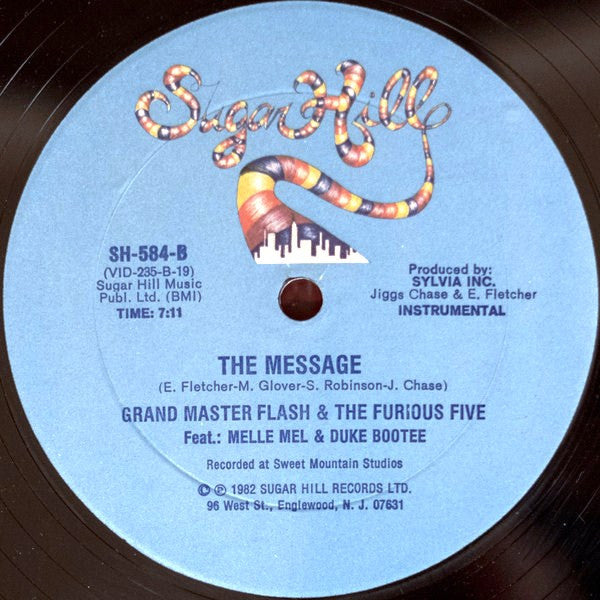 Sugar Hill
SH-584-B
(VID-235-B-19)
Sugar Hill Music
Publ. Ltd. (BMI)
TIME: 7:11
Produced by:
SYLVIA INC.
Jiggs Chase & E. Fletcher
INSTRUMENTAL
THE MESSAGE
(E. Fletcher-M. Glover-S. Robinson-J. Chase)
GRAND MASTER FLASH & THE FURIOUS FIVE
Feat.: MELLE MEL & DUKE BOOTEE
Recorded at Sweet Mountain Studios
© ℗ 1982 SUGAR HILL RECORDS LTD.
96 West St., Englewood, N. J. 07631